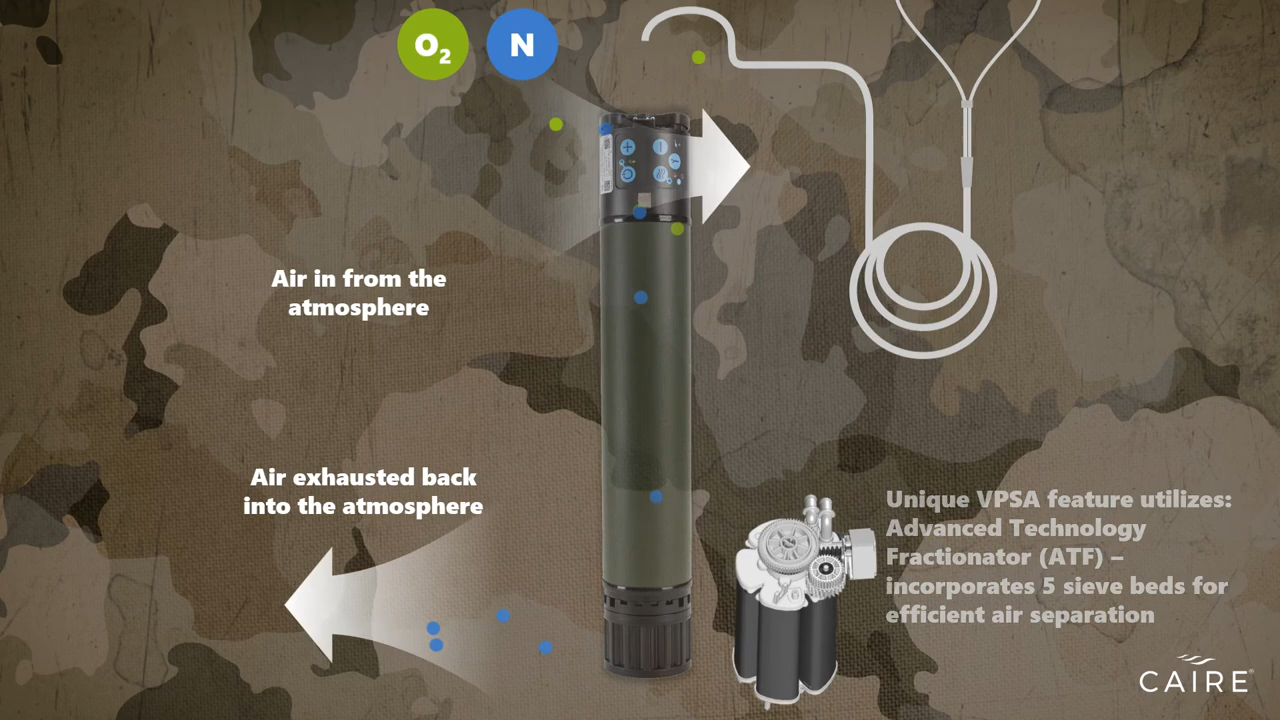 O₂
N
Air in from the
atmosphere
Air exhausted back
into the atmosphere
Unique VPSA feature utilizes:
Advanced Technology
Fractionator (ATF) –
incorporates 5 sieve beds for
efficient air separation
CAIRE®